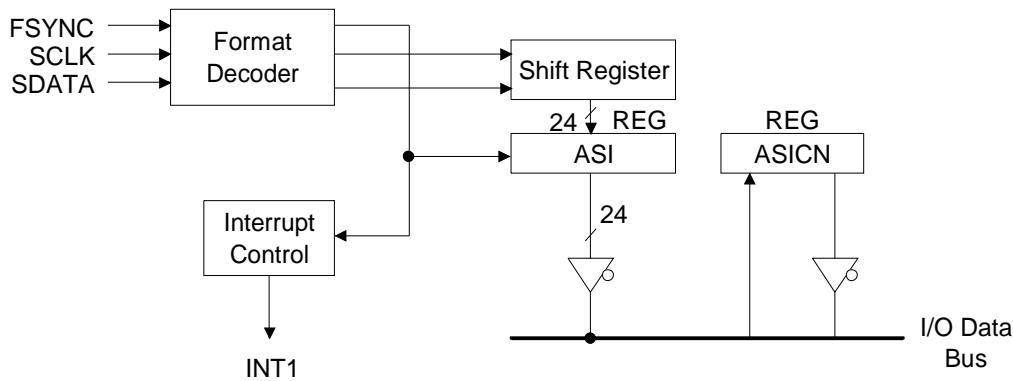 FSYNC
SCLK
SDATA
Format
Decoder
Shift Register
24
REG
ASI
24
REG
ASICN
Interrupt
Control
INT1
I/O Data
Bus